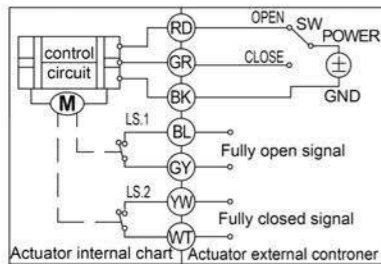 RD
OPEN
SW
POWER
control
circuit
GR
CLOSE
±
M
BK
GND
LS.1
BL
GY
Fully open signal
LS.2
YW
WT
Fully closed signal
Actuator internal chart
Actuator external controner